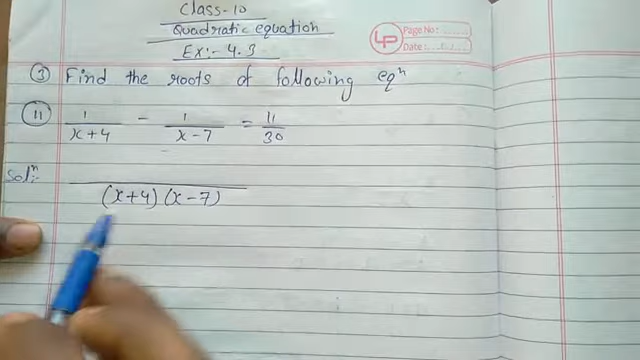 Class-10
Quadratic equation
Ex:- 4.3
LP
Page No:
Date:
③ Find the roots of following eqⁿ
(ii) 1/(x+4) - 1/(x-7) = 11/30
Solⁿ:-
(x+4)(x-7)